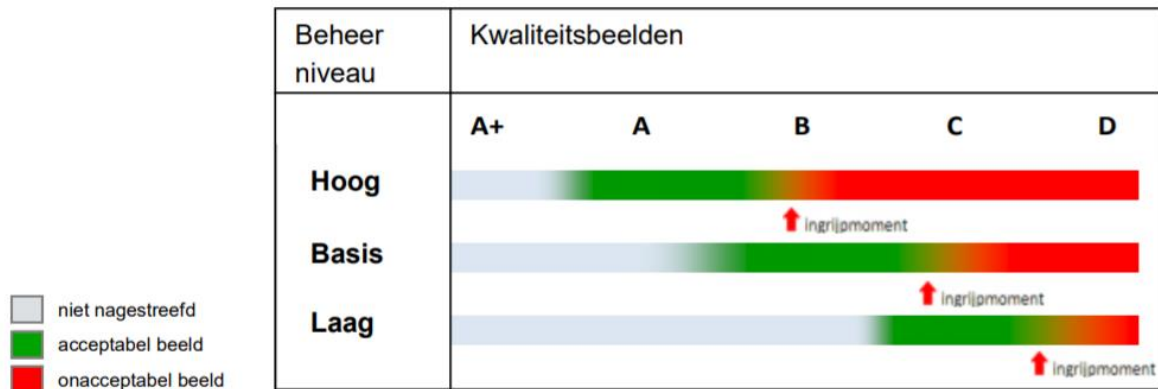 Beheer niveau
Kwaliteitsbeelden
A+ A B C D
Hoog
ingrijpmoment
Basis
ingrijpmoment
Laag
ingrijpmoment
niet nagestreefd
acceptabel beeld
onacceptabel beeld